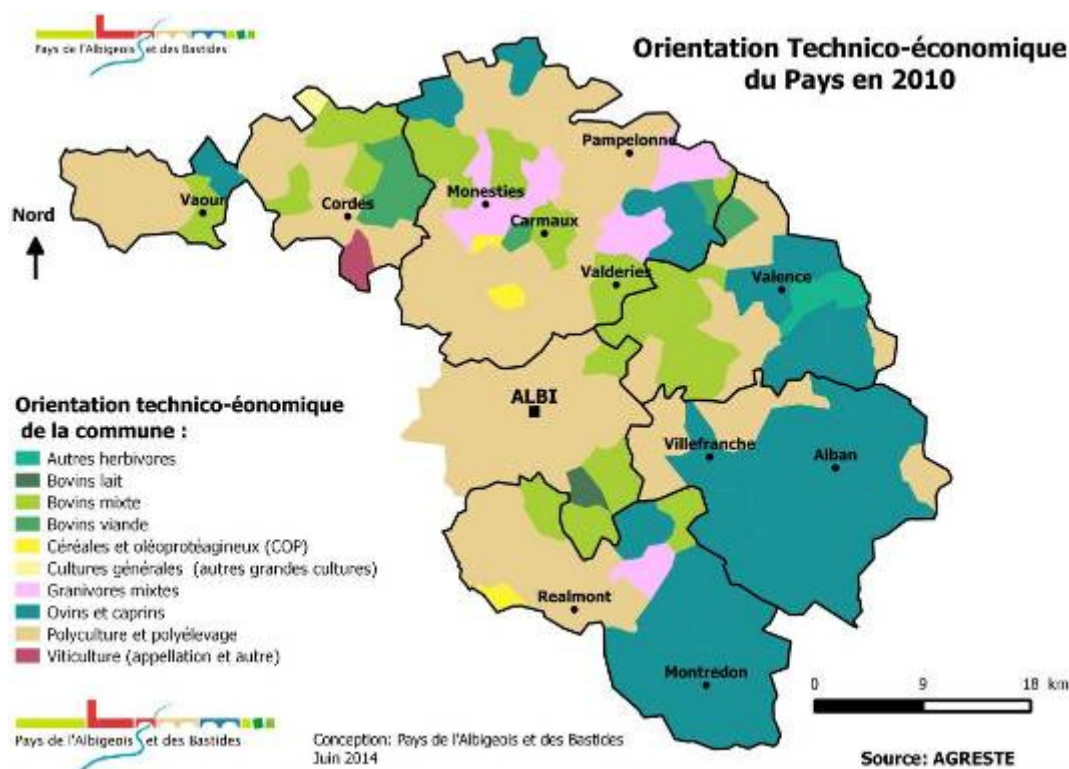 Pays de l'Albigeois et des Bastides
Orientation Technico-économique
du Pays en 2010
Pampelonne
Nord
Vaour
Cordes
Monesties
Carmaux
Valderies
Valence
ALBI
Villefranche
Alban
Realmont
Montredon
Orientation technico-éonomique
de la commune :
Autres herbivores
Bovins lait
Bovins mixte
Bovins viande
Céréales et oléoprotéagineux (COP)
Cultures générales (autres grandes cultures)
Granivores mixtes
Ovins et caprins
Polyculture et polyélevage
Viticulture (appellation et autre)
0 9 18 km
Pays de l'Albigeois et des Bastides
Conception: Pays de l'Albigeois et des Bastides
Juin 2014
Source: AGRESTE